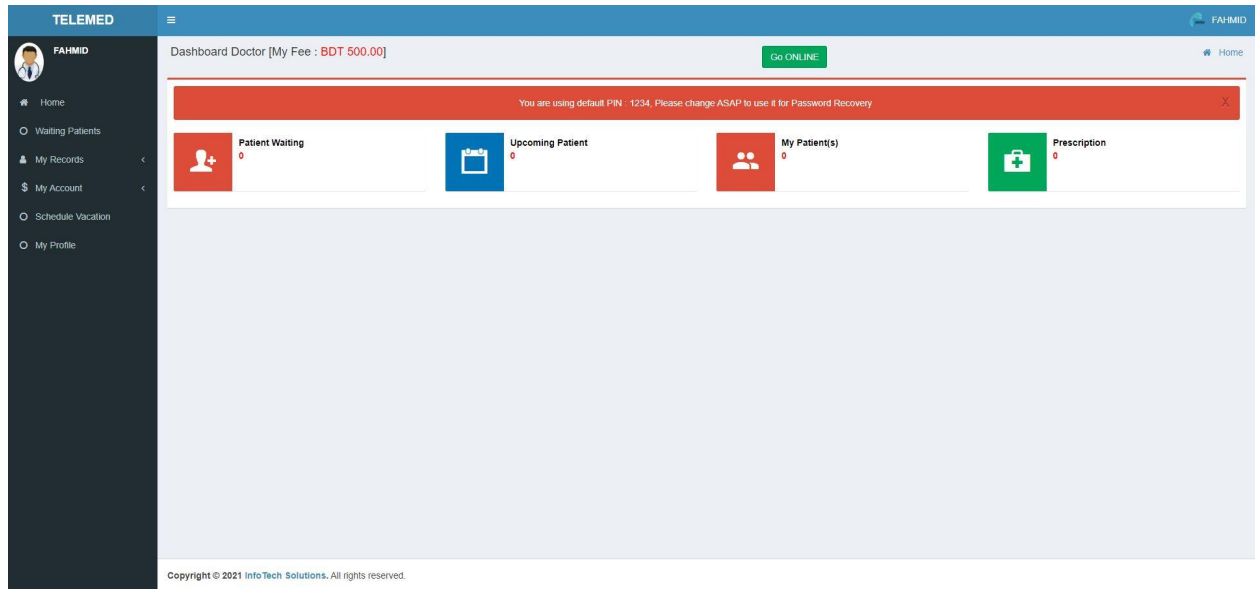 TELEMED
FAHMID
FAHMID
Home
Waiting Patients
My Records
My Account
Schedule Vacation
My Profile
Dashboard Doctor [My Fee : BDT 500.00]
Go ONLINE
Home
You are using default PIN : 1234, Please change ASAP to use it for Password Recovery
X
Patient Waiting
0
Upcoming Patient
0
My Patient(s)
0
Prescription
0
Copyright © 2021 InfoTech Solutions. All rights reserved.